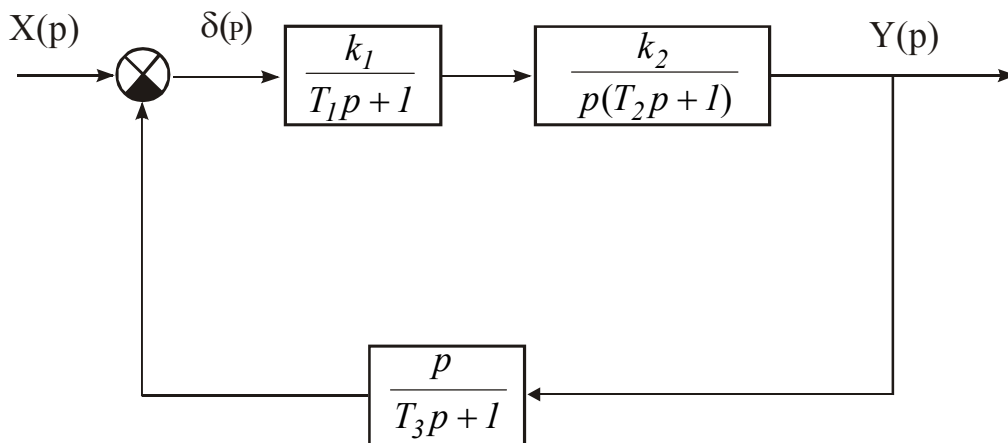 X(p)
δ(P)
k₁
T₁p + 1
k₂
p(T₂p + 1)
Y(p)
p
T₃p + 1